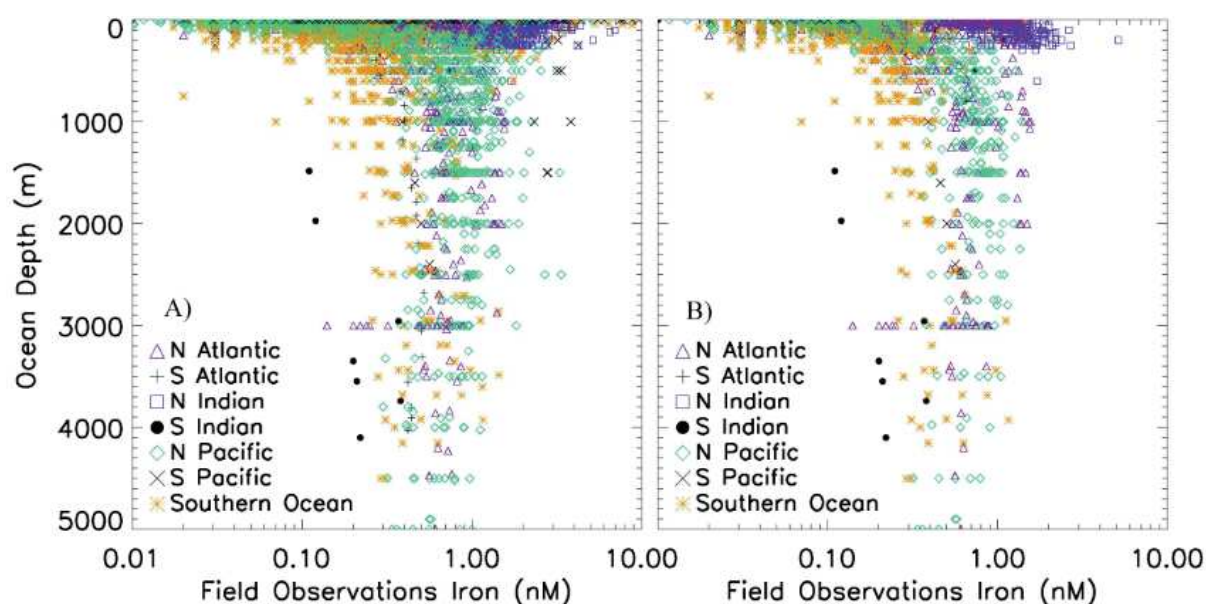 A)
B)
Ocean Depth (m)
0
1000
2000
3000
4000
5000
N Atlantic
S Atlantic
N Indian
S Indian
N Pacific
S Pacific
Southern Ocean
N Atlantic
S Atlantic
N Indian
S Indian
N Pacific
S Pacific
Southern Ocean
0.01 0.10 1.00 10.00
0.10 1.00 10.00
Field Observations Iron (nM)
Field Observations Iron (nM)